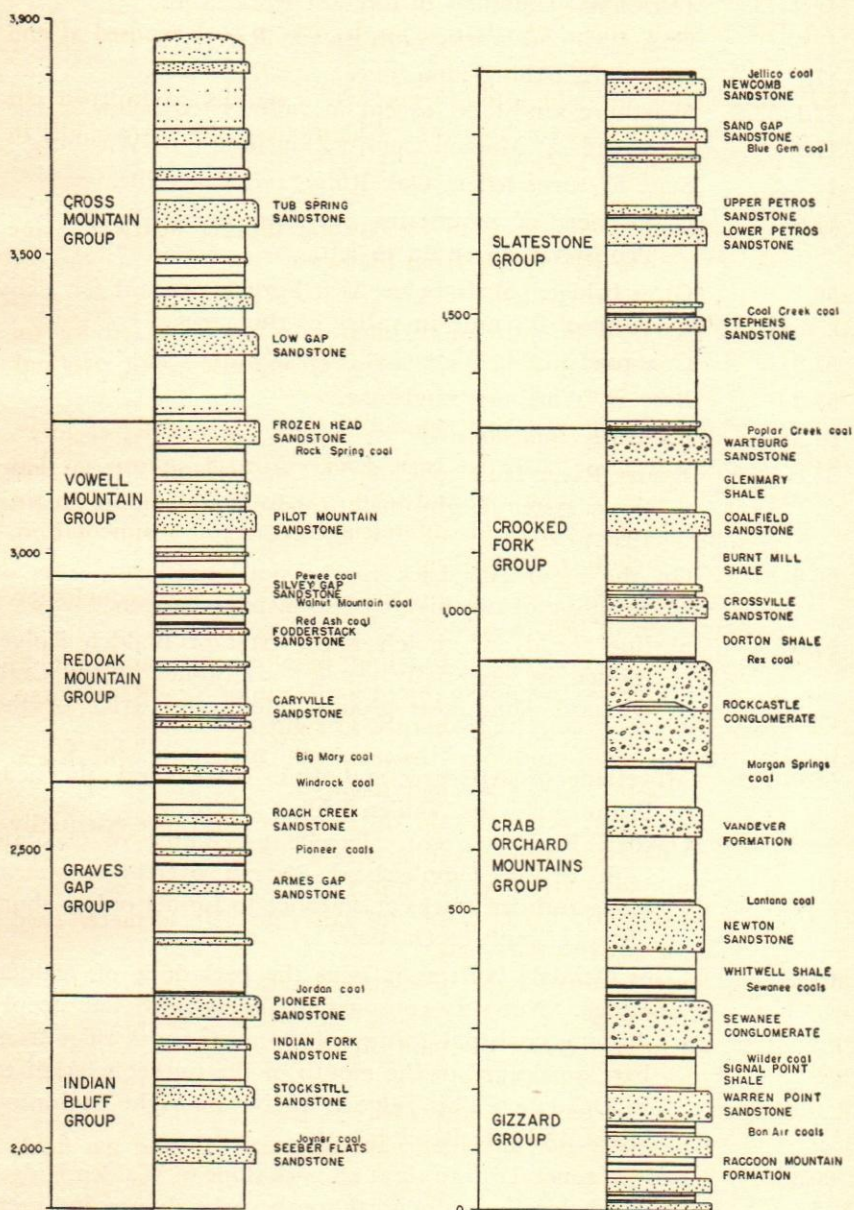 3,900
CROSS
MOUNTAIN
GROUP
3,500
TUB SPRING
SANDSTONE
LOW GAP
SANDSTONE
FROZEN HEAD
SANDSTONE
Rock Spring coal
VOWELL
MOUNTAIN
GROUP
PILOT MOUNTAIN
SANDSTONE
3,000
Pewee coal
SILVEY GAP
SANDSTONE
Walnut Mountain coal
Red Ash coal
FODDERSTACK
SANDSTONE
REDOAK
MOUNTAIN
GROUP
CARYVILLE
SANDSTONE
Big Mary coal
Windrock coal
ROACH CREEK
SANDSTONE
2,500
Pioneer coals
GRAVES
GAP
GROUP
ARMES GAP
SANDSTONE
Jordan coal
PIONEER
SANDSTONE
INDIAN FORK
SANDSTONE
INDIAN
BLUFF
GROUP
STOCKSTILL
SANDSTONE
2,000
Joyner coal
SEEBER FLATS
SANDSTONE
Jellico coal
NEWCOMB
SANDSTONE
SAND GAP
SANDSTONE
Blue Gem coal
UPPER PETROS
SANDSTONE
LOWER PETROS
SANDSTONE
SLATESTONE
GROUP
1,500
Coal Creek coal
STEPHENS
SANDSTONE
Poplar Creek coal
WARTBURG
SANDSTONE
GLENMARY
SHALE
CROOKED
FORK
GROUP
COALFIELD
SANDSTONE
BURNT MILL
SHALE
1,000
CROSSVILLE
SANDSTONE
DORTON SHALE
Rex coal
ROCKCASTLE
CONGLOMERATE
Morgan Springs
coal
CRAB
ORCHARD
MOUNTAINS
GROUP
VANDEVER
FORMATION
500
Lantana coal
NEWTON
SANDSTONE
WHITWELL SHALE
Sewanee coals
SEWANEE
CONGLOMERATE
Wilder coal
SIGNAL POINT
SHALE
WARREN POINT
SANDSTONE
GIZZARD
GROUP
Bon Air coals
RACCOON MOUNTAIN
FORMATION
0